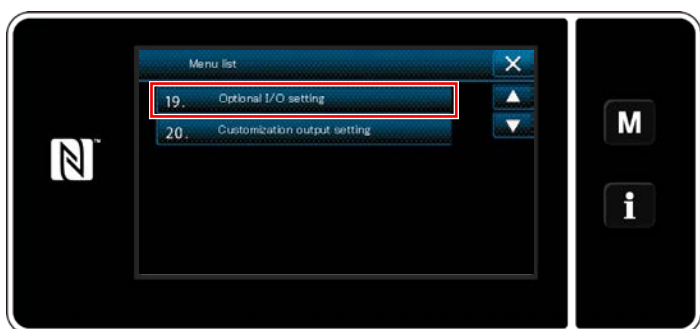 Menu list
19. Optional I/O setting
20. Customization output setting
M
i